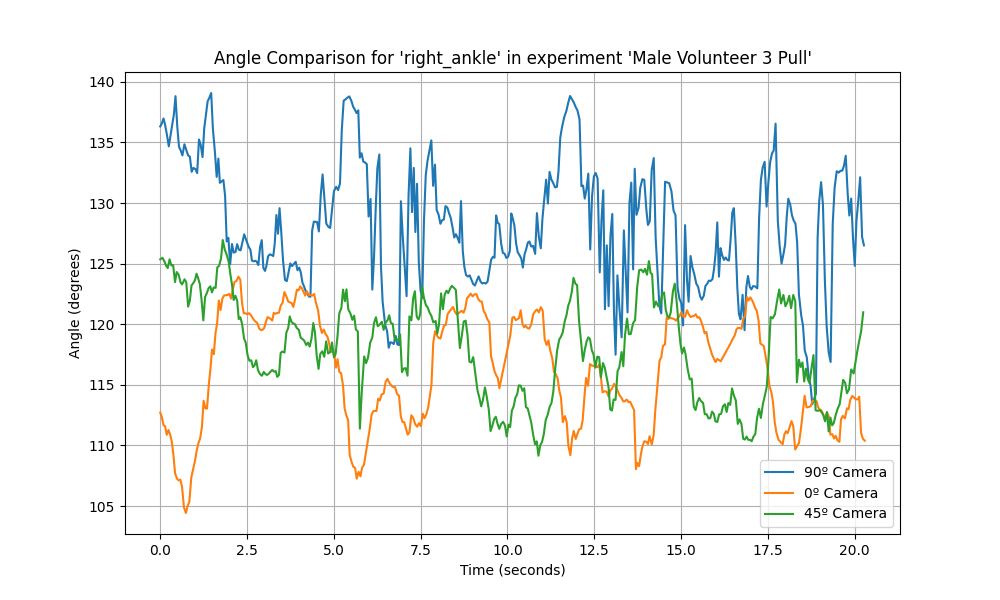 Angle Comparison for 'right_ankle' in experiment 'Male Volunteer 3 Pull'
Angle (degrees)
140
135
130
125
120
115
110
105
0.0
2.5
5.0
7.5
10.0
12.5
15.0
17.5
20.0
Time (seconds)
90º Camera
0º Camera
45º Camera